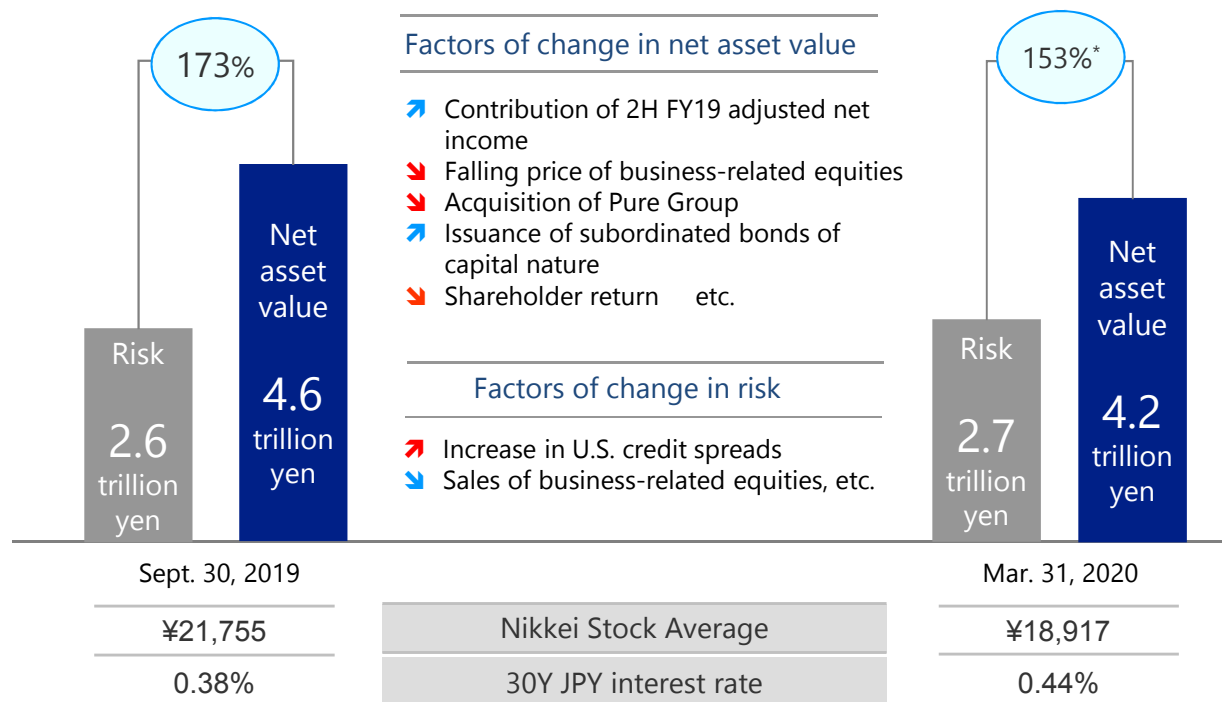 173%
Factors of change in net asset value
153%*
Contribution of 2H FY19 adjusted net
income
Falling price of business-related equities
Acquisition of Pure Group
Issuance of subordinated bonds of
capital nature
Shareholder return etc.
Risk
2.6
trillion
yen
Net
asset
value
4.6
trillion
yen
Factors of change in risk
Increase in U.S. credit spreads
Sales of business-related equities, etc.
Risk
2.7
trillion
yen
Net
asset
value
4.2
trillion
yen
Sept. 30, 2019
Mar. 31, 2020
¥21,755 Nikkei Stock Average ¥18,917
0.38% 30Y JPY interest rate 0.44%